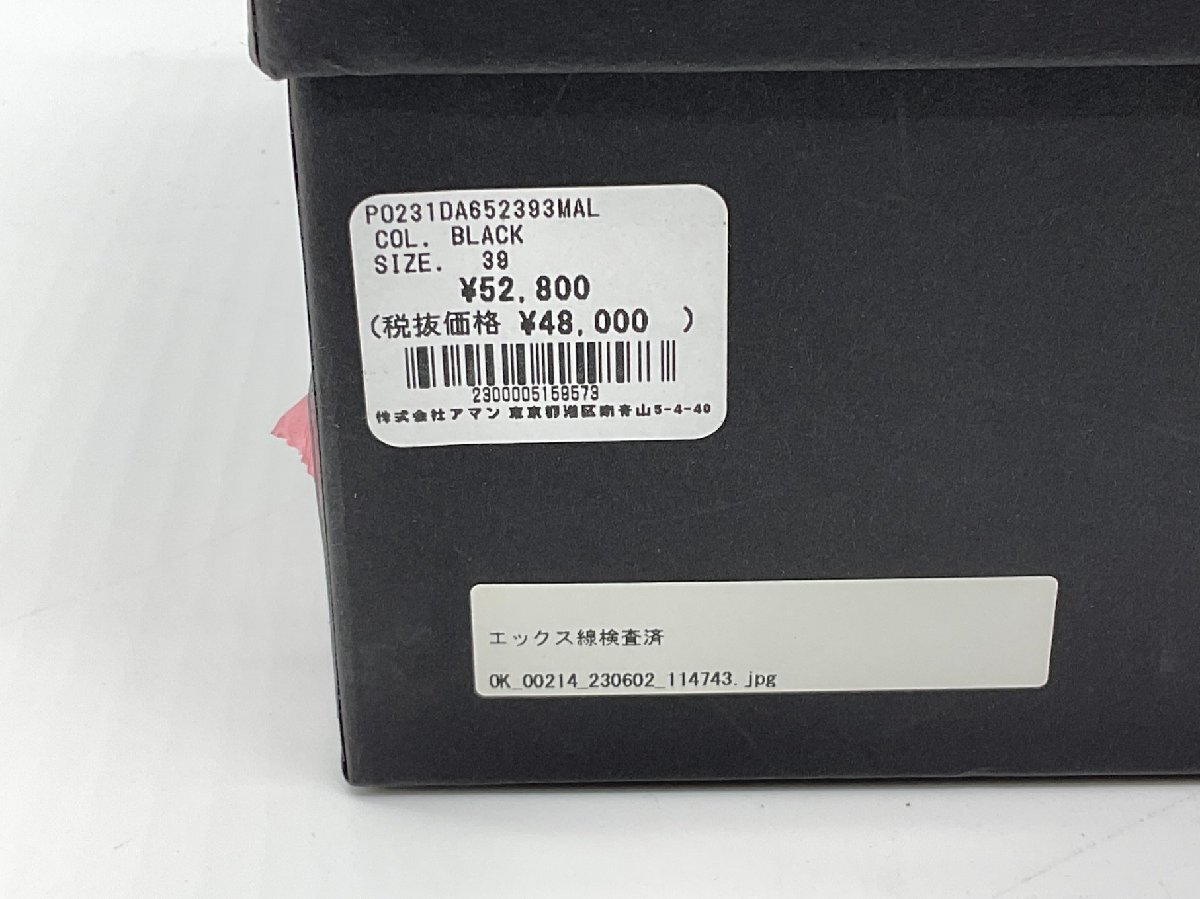 PO231DA652393MAL
COL. BLACK
SIZE. 39
¥52,800
(税抜価格 ¥48,000 )
2300005159573
株式会社アマン 東京都港区南青山5-4-40
エックス線検査済
OK_00214_230602_114743.jpg